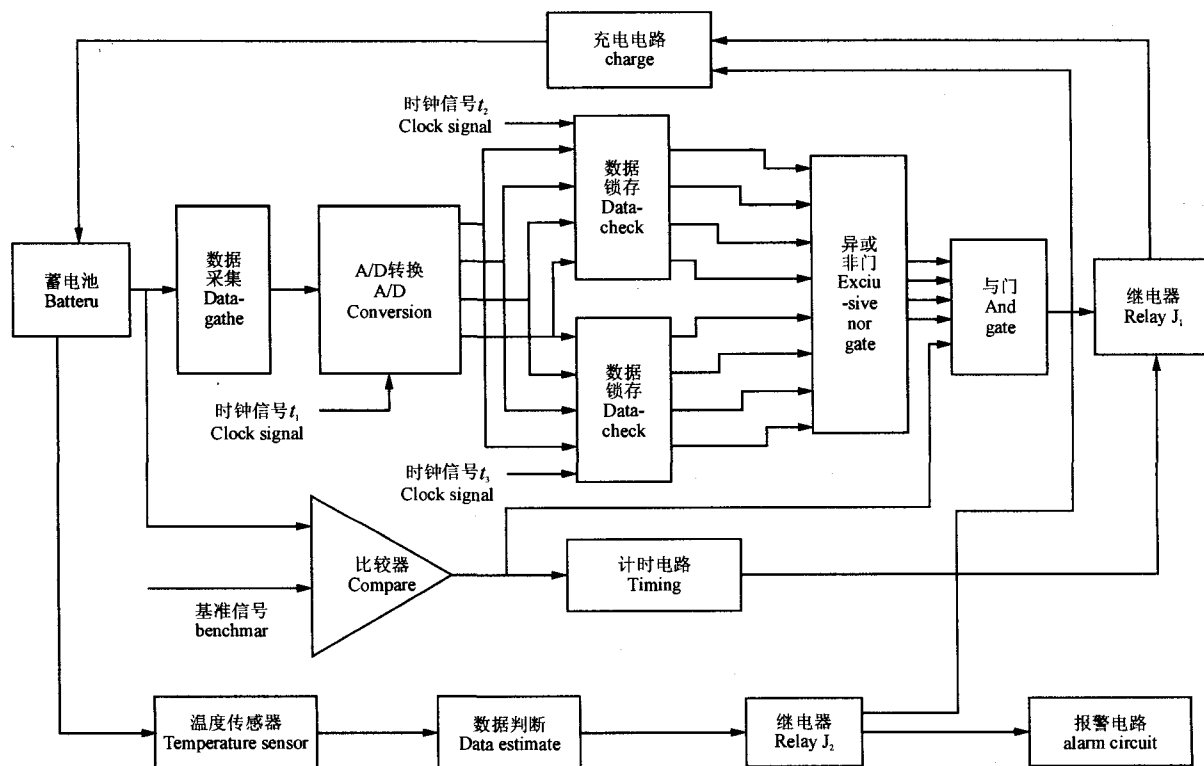 充电电路
charge
时钟信号t₂
Clock signal
数据
锁存
Data-
check
异或
非门
Exciu
-sive
nor
gate
与门
And
gate
继电器
Relay J₁
蓄电池
Batteru
数据
采集
Data-
gathe
A/D转换
A/D
Conversion
时钟信号t₁
Clock signal
数据
锁存
Data-
check
时钟信号t₃
Clock signal
比较器
Compare
基准信号
benchmar
计时电路
Timing
温度传感器
Temperature sensor
数据判断
Data estimate
继电器
Relay J₂
报警电路
alarm circuit